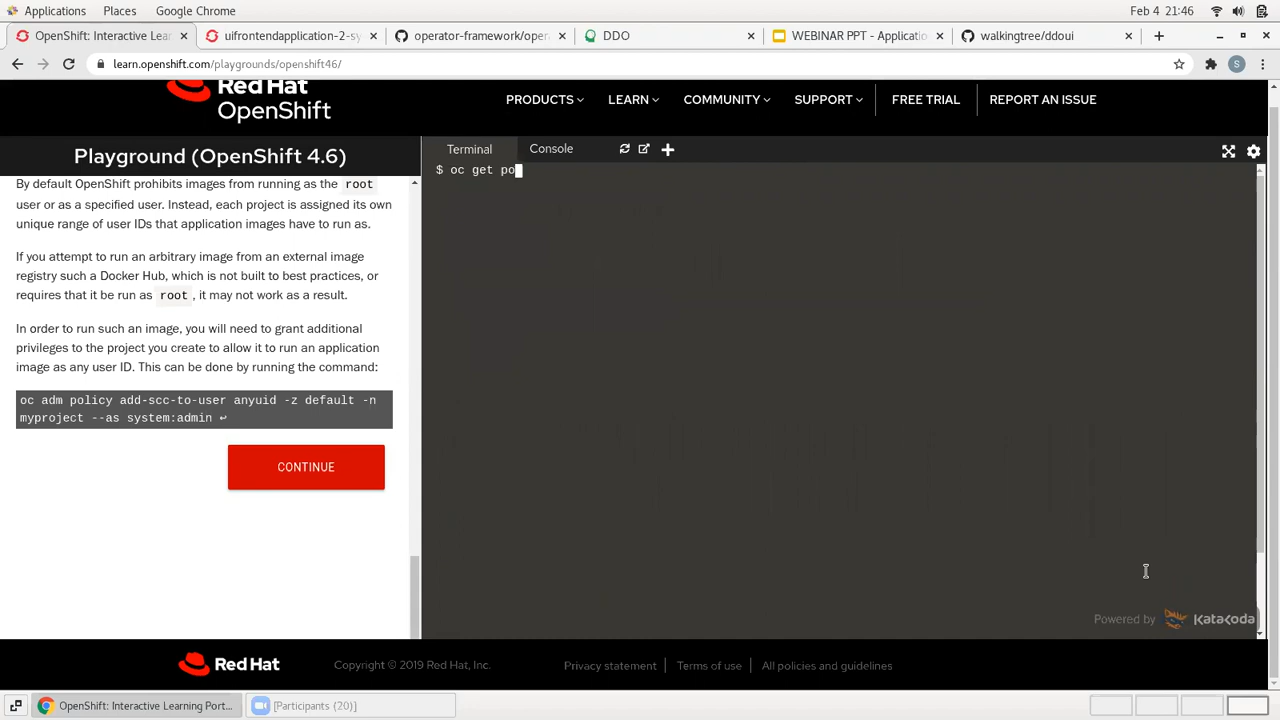 Applications Places Google Chrome Feb 4 21:46
OpenShift: Interactive Lear
uifrontendapplication-2-sy
operator-framework/oper
DDO
WEBINAR PPT - Applicatio
walkingtree/ddoui
learn.openshift.com/playgrounds/openshift46/
S
Red Hat
OpenShift
PRODUCTS LEARN COMMUNITY SUPPORT FREE TRIAL REPORT AN ISSUE
Playground (OpenShift 4.6)
By default OpenShift prohibits images from running as the root
user or as a specified user. Instead, each project is assigned its own
unique range of user IDs that application images have to run as.
If you attempt to run an arbitrary image from an external image
registry such a Docker Hub, which is not built to best practices, or
requires that it be run as root, it may not work as a result.
In order to run such an image, you will need to grant additional
privileges to the project you create to allow it to run an application
image as any user ID. This can be done by running the command:
oc adm policy add-scc-to-user anyuid -z default -n
myproject --as system:admin ↩
CONTINUE
Terminal Console
$ oc get po
Powered by KataKoda
Red Hat Copyright © 2019 Red Hat, Inc. Privacy statement Terms of use All policies and guidelines
OpenShift: Interactive Learning Port...
[Participants (20)]